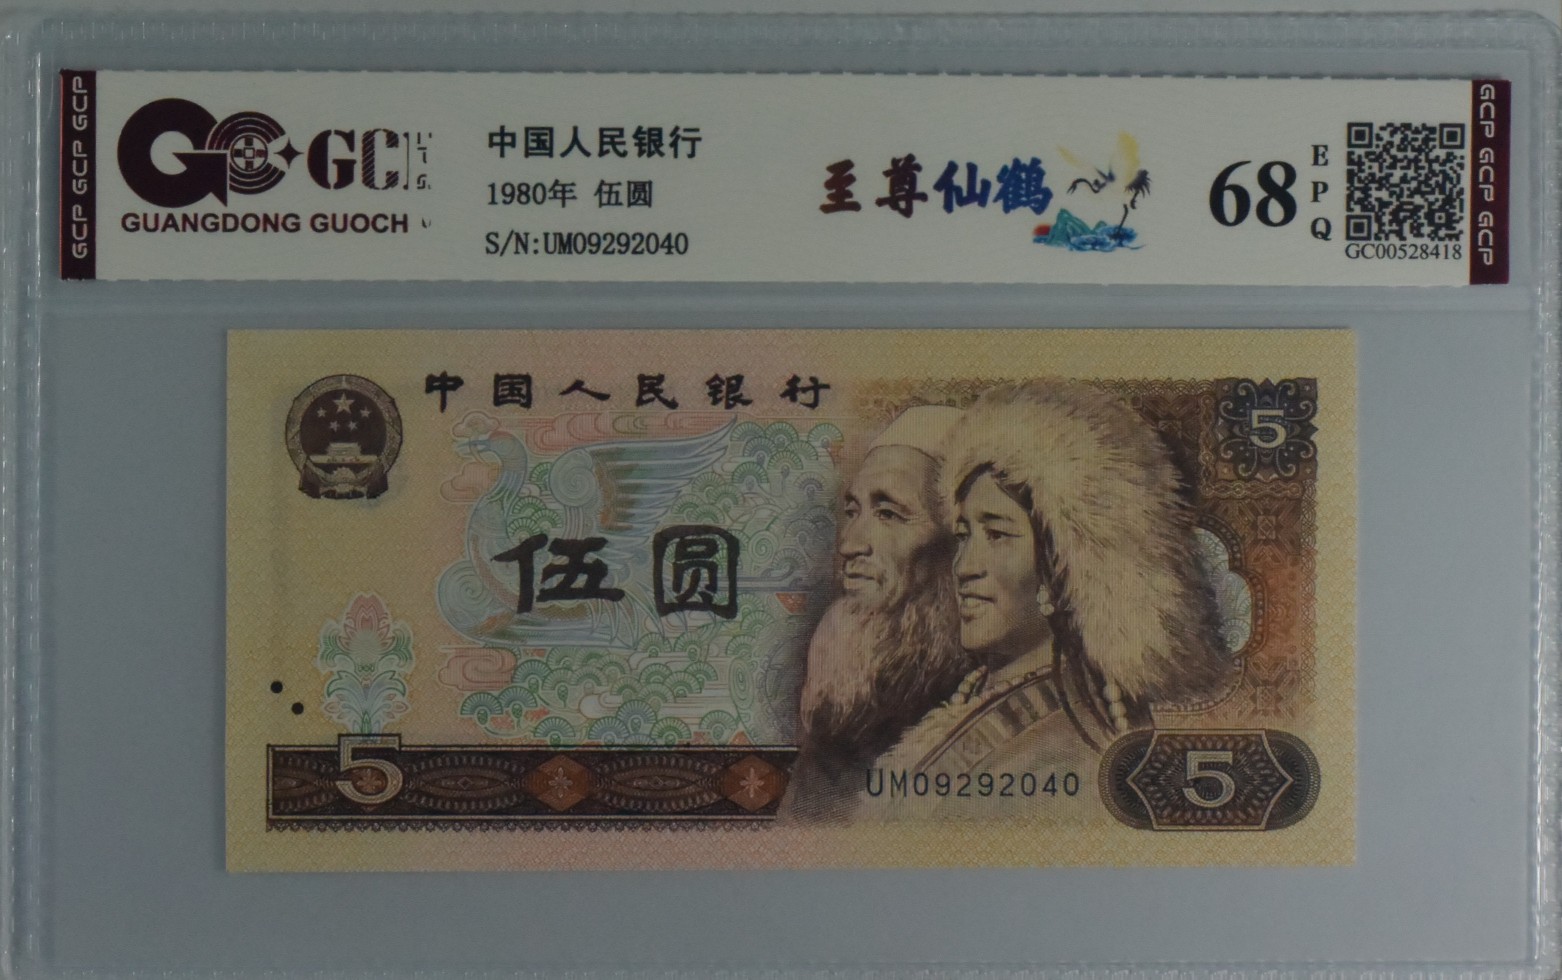 GCP GCP GCP
GUANGDONG GUOCH
中国人民银行
1980年 伍圆
S/N:UM09292040
至尊仙鹤
68
EPQ
GC00528418
GCP GCP GCP
中国人民银行
5
伍圆
5
UM09292040
5